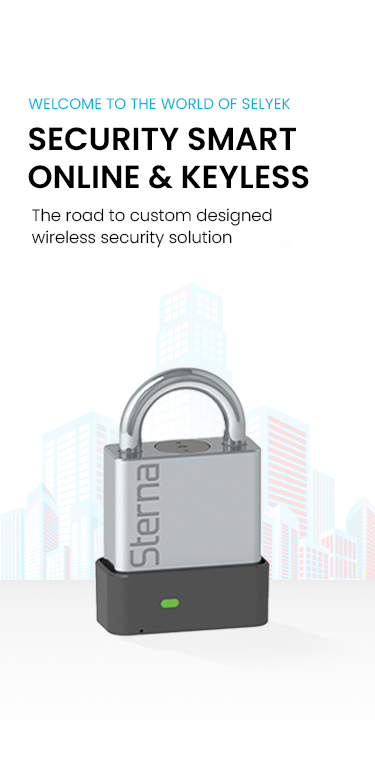 WELCOME TO THE WORLD OF SELYEK
SECURITY SMART
ONLINE & KEYLESS
The road to custom designed
wireless security solution
Sterna